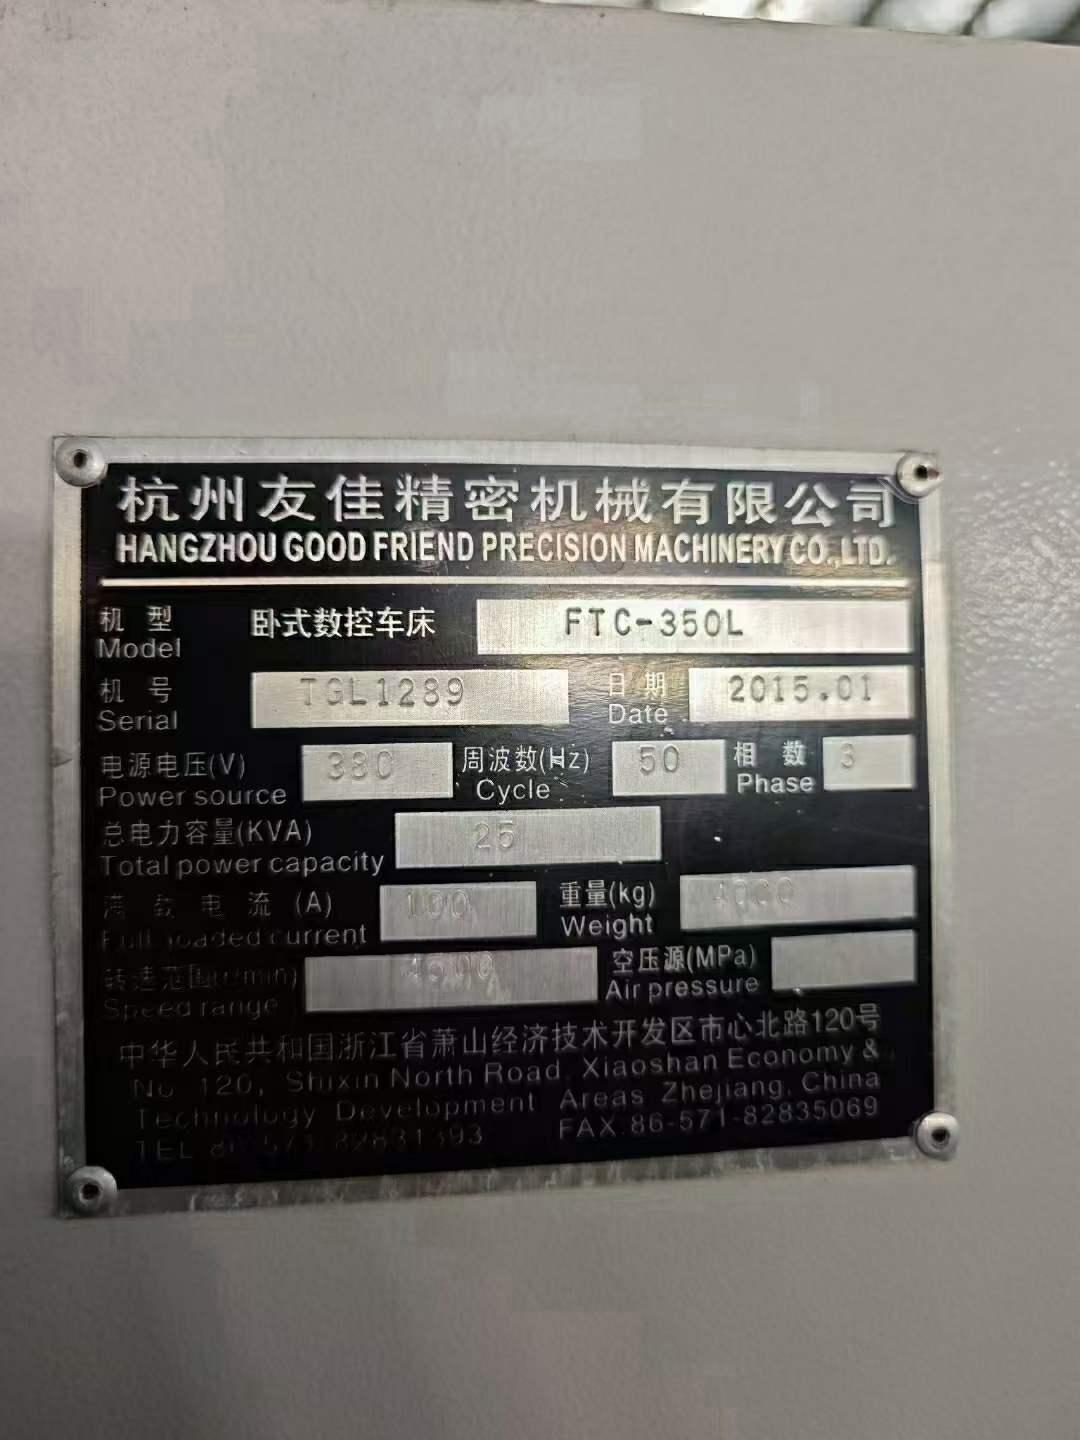 杭州友佳精密机械有限公司
HANGZHOU GOOD FRIEND PRECISION MACHINERY CO.,LTD.
机 型 卧式数控车床 FTC-350L
Model
机 号 TGL1289 日 期 2015.01
Serial Date
电源电压(V) 380 周波数(Hz) 50 相 数 3
Power source Cycle Phase
总电力容量(KVA) 25
Total power capacity
满 载 电 流 (A) 100 重量(kg) 4000
Full loaded current Weight
转速范围(r/min) 4500 空压源(MPa)
Speed range Air pressure
中华人民共和国浙江省萧山经济技术开发区市心北路120号
No 120, Shixin North Road Xiaoshan Economy &
Technology Development Areas Zhejiang, China
TEL FAX 86-571-82835069